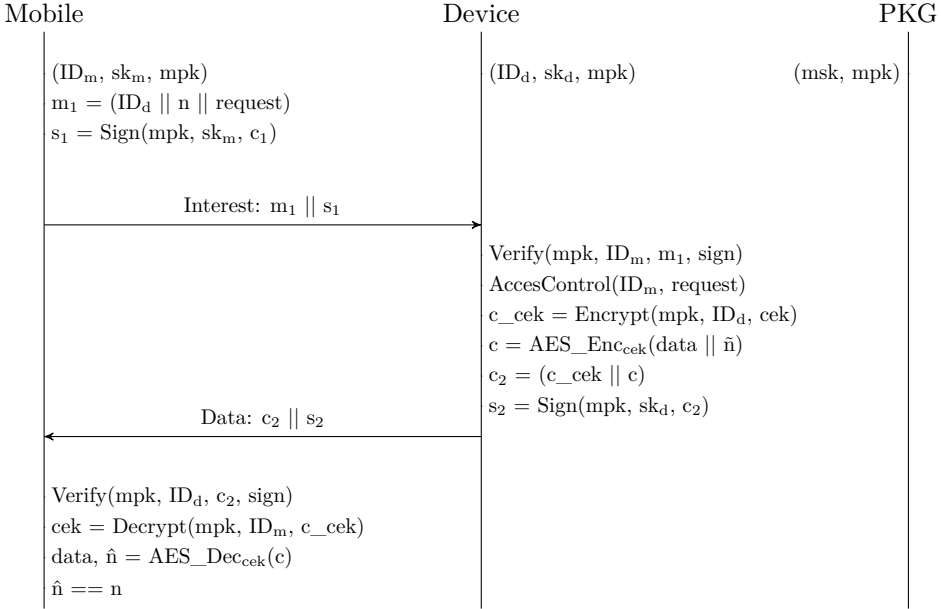 Mobile Device PKG
(ID_m, sk_m, mpk) (ID_d, sk_d, mpk) (msk, mpk)
m_1 = (ID_d || n || request)
s_1 = Sign(mpk, sk_m, c_1)
Interest: m_1 || s_1
Verify(mpk, ID_m, m_1, sign)
AccesControl(ID_m, request)
c_cek = Encrypt(mpk, ID_d, cek)
c = AES_Enc_cek(data || ñ)
c_2 = (c_cek || c)
s_2 = Sign(mpk, sk_d, c_2)
Data: c_2 || s_2
Verify(mpk, ID_d, c_2, sign)
cek = Decrypt(mpk, ID_m, c_cek)
data, n̂ = AES_Dec_cek(c)
n̂ == n